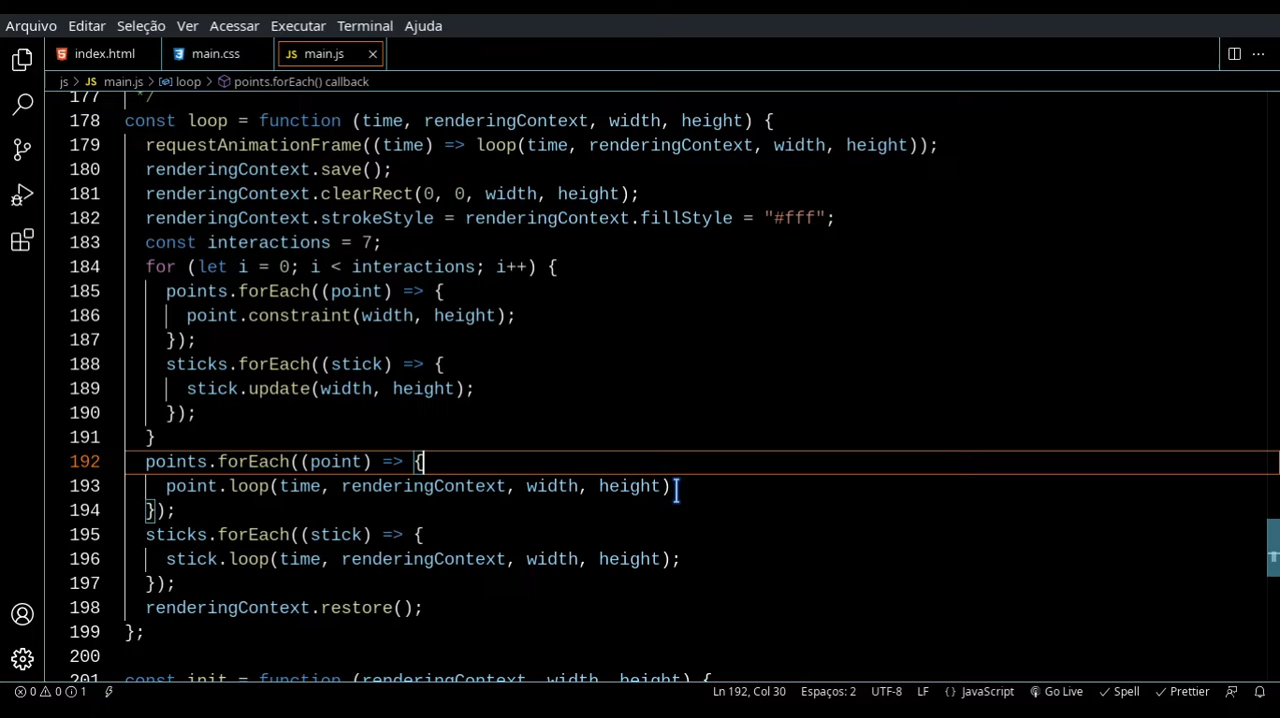 Arquivo Editar Seleção Ver Acessar Executar Terminal Ajuda
index.html main.css JS main.js
js > JS main.js > loop > points.forEach() callback
177 */
178 const loop = function (time, renderingContext, width, height) {
179 requestAnimationFrame((time) => loop(time, renderingContext, width, height));
180 renderingContext.save();
181 renderingContext.clearRect(0, 0, width, height);
182 renderingContext.strokeStyle = renderingContext.fillStyle = "#fff";
183 const interactions = 7;
184 for (let i = 0; i < interactions; i++) {
185 points.forEach((point) => {
186 point.constraint(width, height);
187 });
188 sticks.forEach((stick) => {
189 stick.update(width, height);
190 });
191 }
192 points.forEach((point) => {
193 point.loop(time, renderingContext, width, height)
194 });
195 sticks.forEach((stick) => {
196 stick.loop(time, renderingContext, width, height);
197 });
198 renderingContext.restore();
199 };
200
201 const init = function (renderingContext, width, height) {
0 0 1 Ln 192, Col 30 Espaços: 2 UTF-8 LF {} JavaScript Go Live Spell Prettier